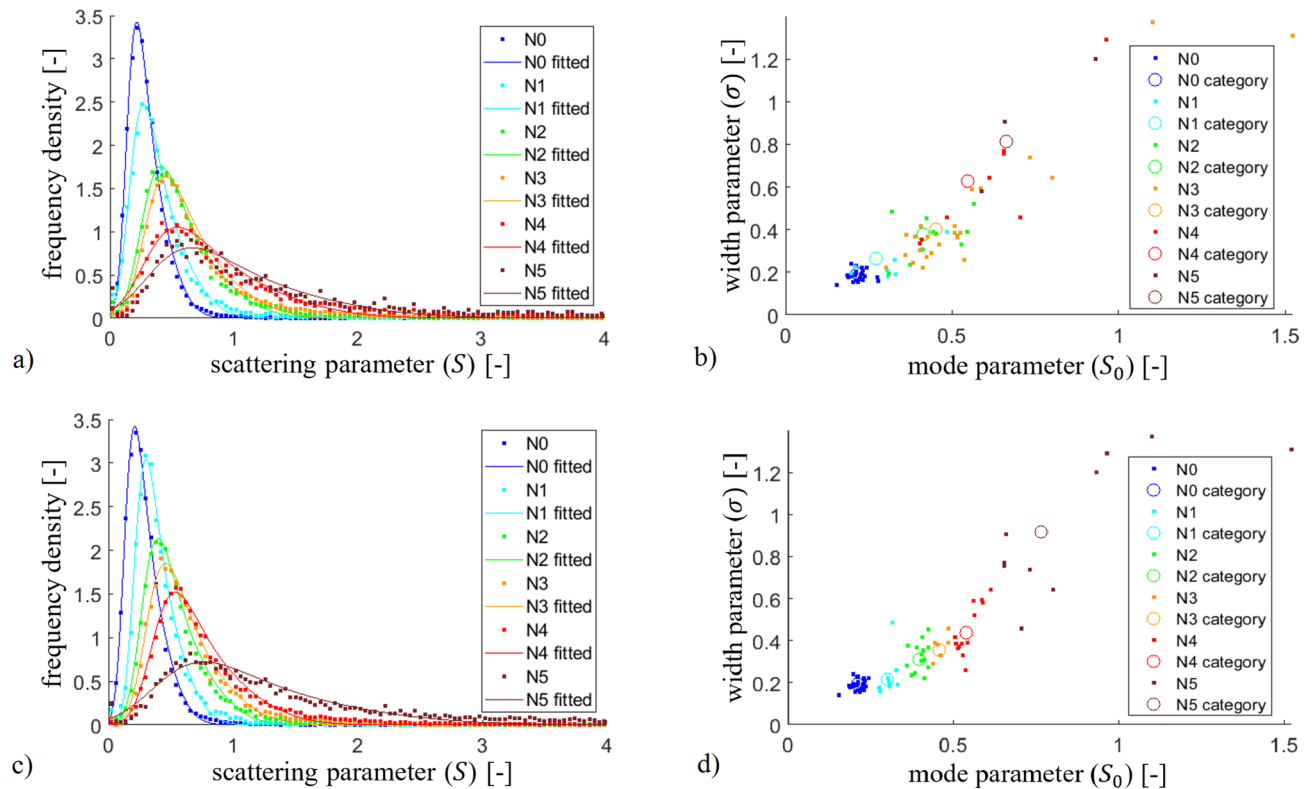 frequency density [-]
3.5
3
2.5
2
1.5
1
0.5
0
0 1 2 3 4
scattering parameter (S) [-]
N0
N0 fitted
N1
N1 fitted
N2
N2 fitted
N3
N3 fitted
N4
N4 fitted
N5
N5 fitted
a)
width parameter (σ) [-]
1.2
1
0.8
0.6
0.4
0.2
0
0 0.5 1 1.5
mode parameter (S₀) [-]
N0
N0 category
N1
N1 category
N2
N2 category
N3
N3 category
N4
N4 category
N5
N5 category
b)
frequency density [-]
3.5
3
2.5
2
1.5
1
0.5
0
0 1 2 3 4
scattering parameter (S) [-]
N0
N0 fitted
N1
N1 fitted
N2
N2 fitted
N3
N3 fitted
N4
N4 fitted
N5
N5 fitted
c)
width parameter (σ) [-]
1.2
1
0.8
0.6
0.4
0.2
0
0 0.5 1 1.5
mode parameter (S₀) [-]
N0
N0 category
N1
N1 category
N2
N2 category
N3
N3 category
N4
N4 category
N5
N5 category
d)